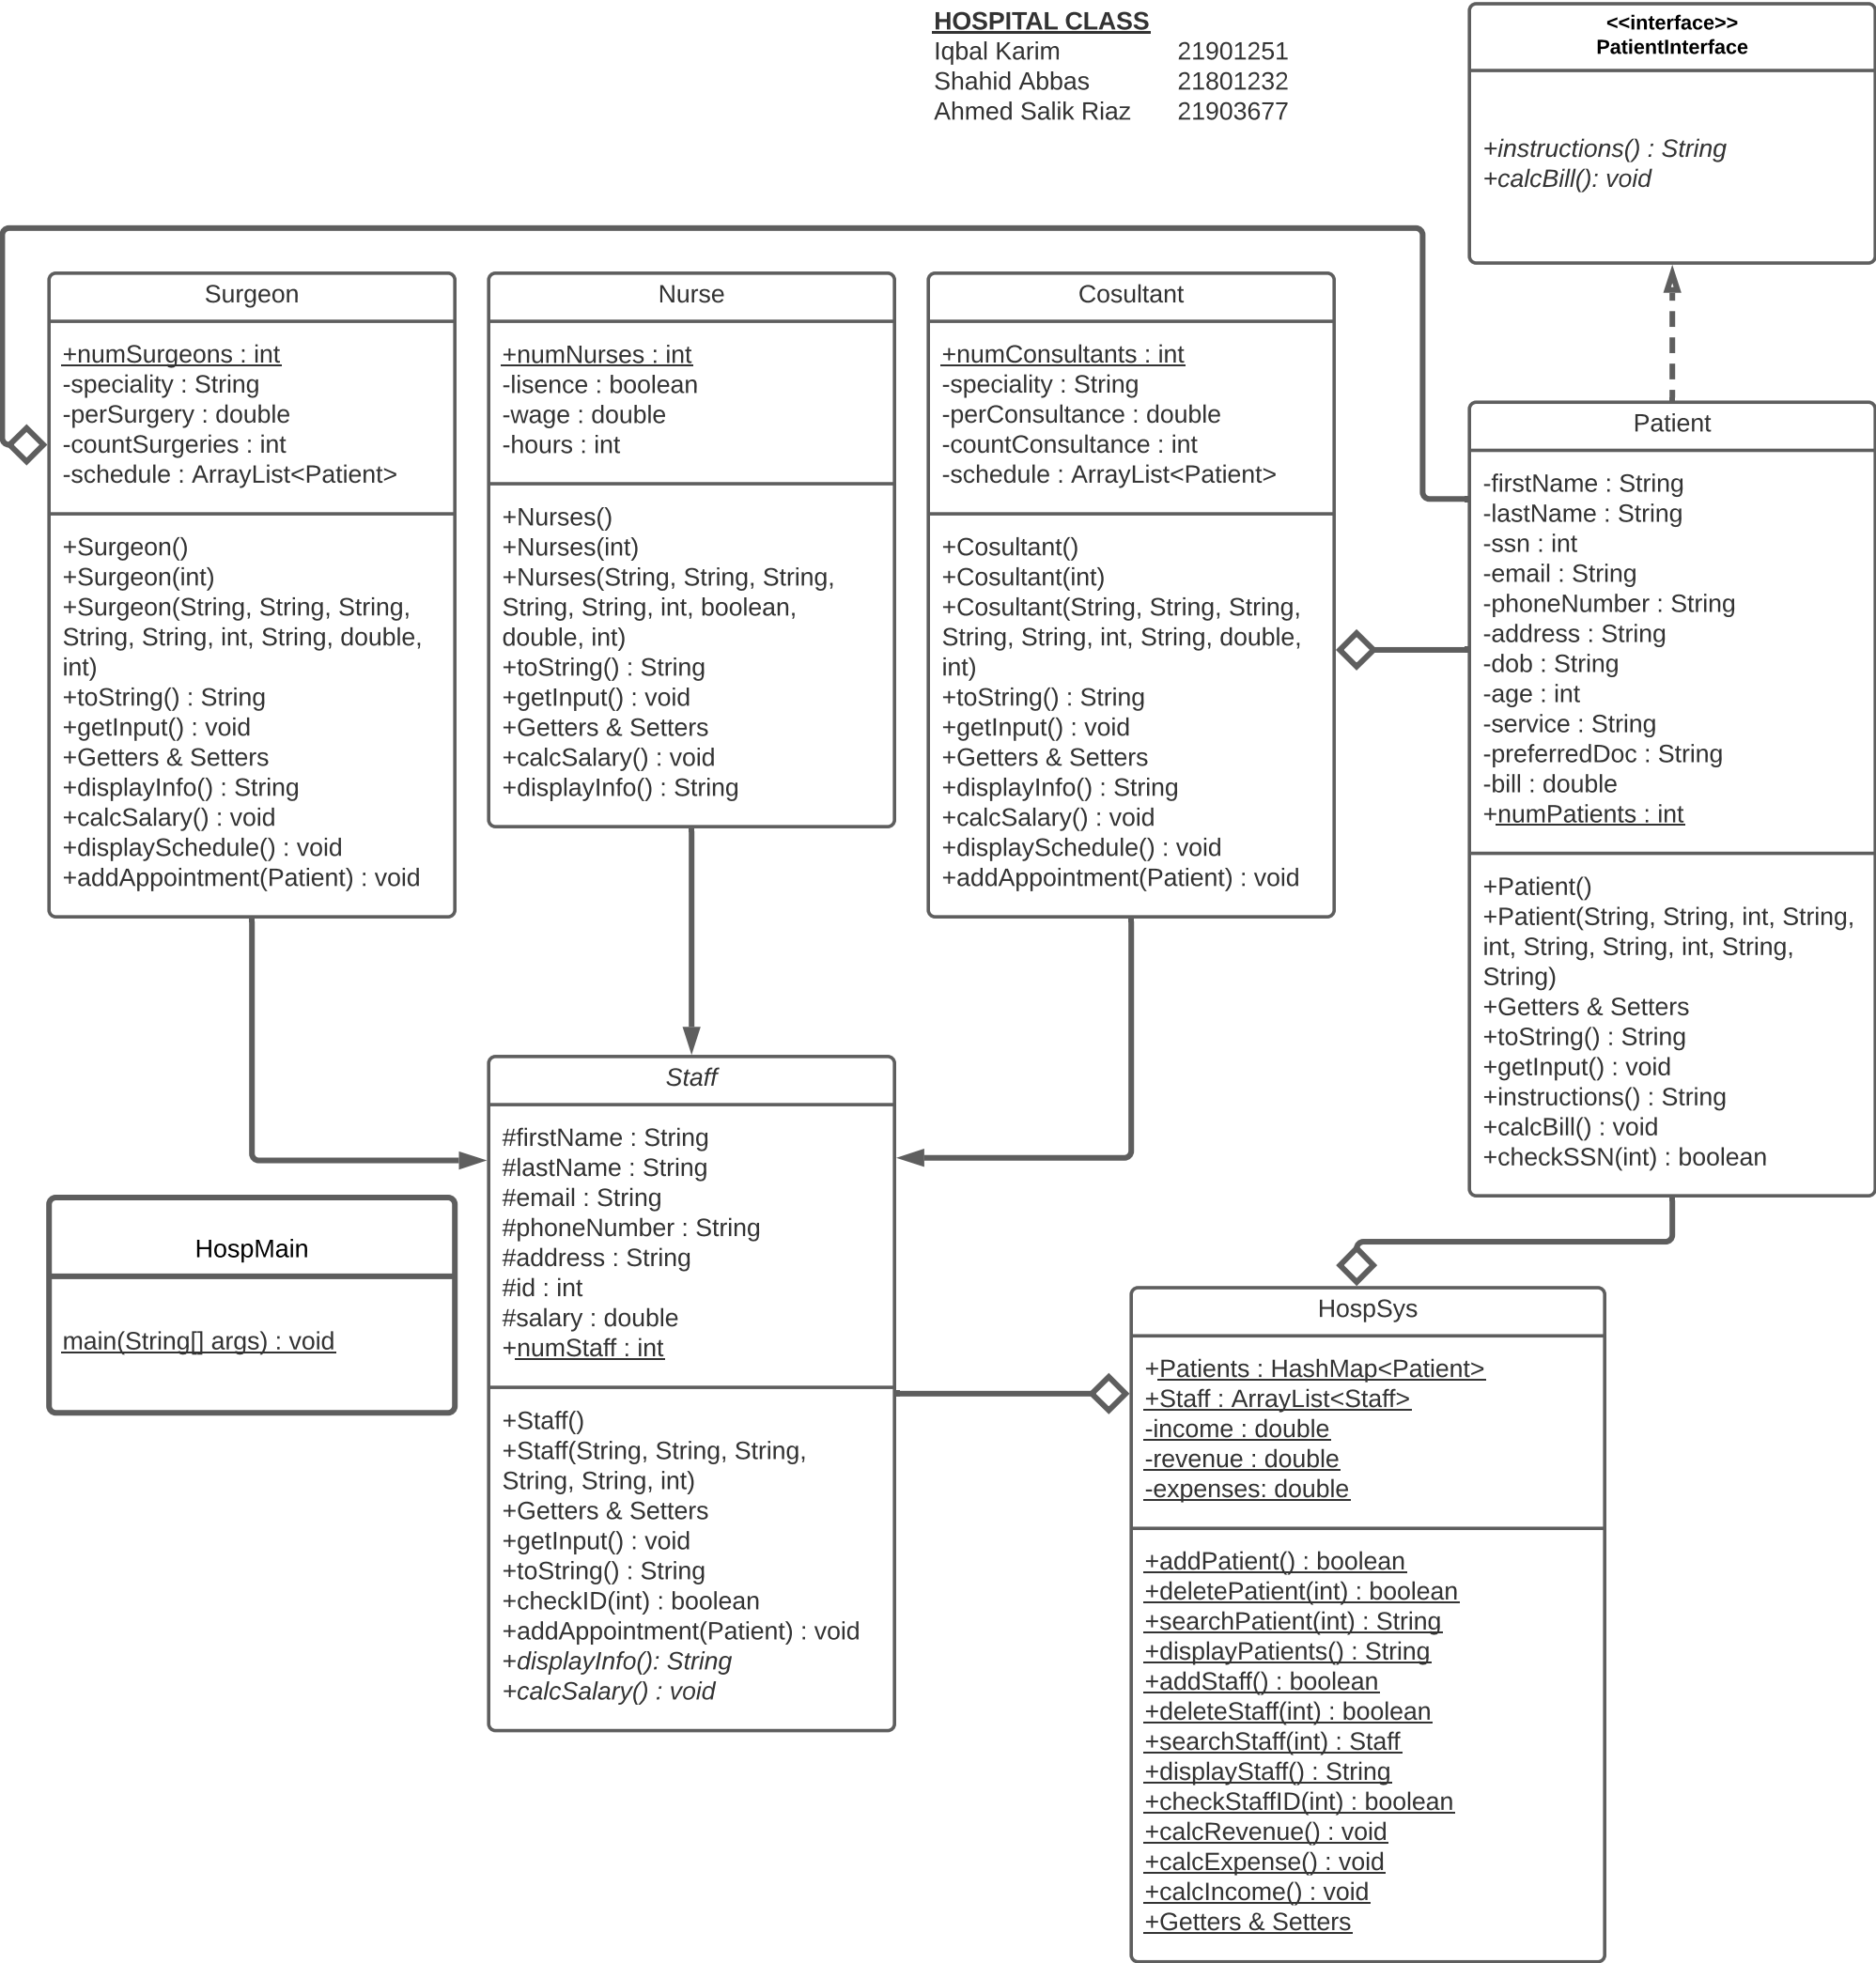 HOSPITAL CLASS
Iqbal Karim 21901251
Shahid Abbas 21801232
Ahmed Salik Riaz 21903677
<<interface>>
PatientInterface
+instructions() : String
+calcBill(): void
Surgeon
+numSurgeons : int
-speciality : String
-perSurgery : double
-countSurgeries : int
-schedule : ArrayList<Patient>
+Surgeon()
+Surgeon(int)
+Surgeon(String, String, String,
String, String, int, String, double,
int)
+toString() : String
+getInput() : void
+Getters & Setters
+displayInfo() : String
+calcSalary() : void
+displaySchedule() : void
+addAppointment(Patient) : void
Nurse
+numNurses : int
-lisence : boolean
-wage : double
-hours : int
+Nurses()
+Nurses(int)
+Nurses(String, String, String,
String, String, int, boolean,
double, int)
+toString() : String
+getInput() : void
+Getters & Setters
+calcSalary() : void
+displayInfo() : String
Cosultant
+numConsultants : int
-speciality : String
-perConsultance : double
-countConsultance : int
-schedule : ArrayList<Patient>
+Cosultant()
+Cosultant(int)
+Cosultant(String, String, String,
String, String, int, String, double,
int)
+toString() : String
+getInput() : void
+Getters & Setters
+displayInfo() : String
+calcSalary() : void
+displaySchedule() : void
+addAppointment(Patient) : void
Patient
-firstName : String
-lastName : String
-ssn : int
-email : String
-phoneNumber : String
-address : String
-dob : String
-age : int
-service : String
-preferredDoc : String
-bill : double
+numPatients : int
+Patient()
+Patient(String, String, int, String,
int, String, String, int, String,
String)
+Getters & Setters
+toString() : String
+getInput() : void
+instructions() : String
+calcBill() : void
+checkSSN(int) : boolean
Staff
#firstName : String
#lastName : String
#email : String
#phoneNumber : String
#address : String
#id : int
#salary : double
+numStaff : int
+Staff()
+Staff(String, String, String,
String, String, int)
+Getters & Setters
+getInput() : void
+toString() : String
+checkID(int) : boolean
+addAppointment(Patient) : void
+displayInfo(): String
+calcSalary() : void
HospMain
main(String[] args) : void
HospSys
+Patients : HashMap<Patient>
+Staff : ArrayList<Staff>
-income : double
-revenue : double
-expenses: double
+addPatient() : boolean
+deletePatient(int) : boolean
+searchPatient(int) : String
+displayPatients() : String
+addStaff() : boolean
+deleteStaff(int) : boolean
+searchStaff(int) : Staff
+displayStaff() : String
+checkStaffID(int) : boolean
+calcRevenue() : void
+calcExpense() : void
+calcIncome() : void
+Getters & Setters